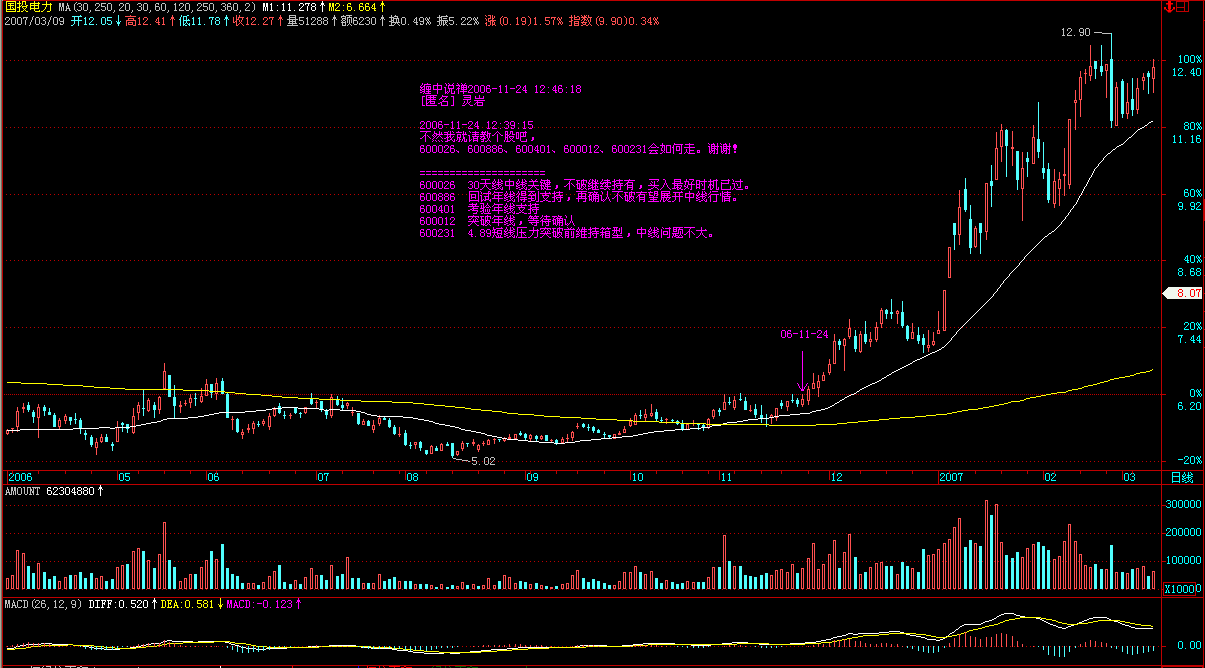 国投电力 MA(30,250,20,30,60,120,250,360,2) M1:11.278↑M2:6.664↑
2007/03/09 开12.05↓高12.41↑低11.78↑收12.27↑量51288↑额6230↑换0.49% 振5.22% 涨(0.19)1.57% 指数(9.90)0.34%
12.90
100%
12.40
缠中说禅2006-11-24 12:46:18
[匿名] 灵岩
2006-11-24 12:39:15
不然我就请教个股吧，
600026、600886、600401、600012、600231会如何走。谢谢!
=====================
600026 30天线中线关键，不破继续持有，买入最好时机已过。
600886 回试年线得到支持，再确认不破有望展开中线行情。
600401 考验年线支持
600012 突破年线，等待确认
600231 4.89短线压力突破前维持箱型，中线问题不大。
80%
11.16
60%
9.92
40%
8.68
8.07
20%
7.44
06-11-24
0%
6.20
-20%
5.02
2006 05 06 07 08 09 10 11 12 2007 02 03 日线
AMOUNT 62304880↑
300000
200000
100000
X10000
MACD(26,12,9) DIFF:0.520↑DEA:0.581↓MACD:-0.123↑
0.00